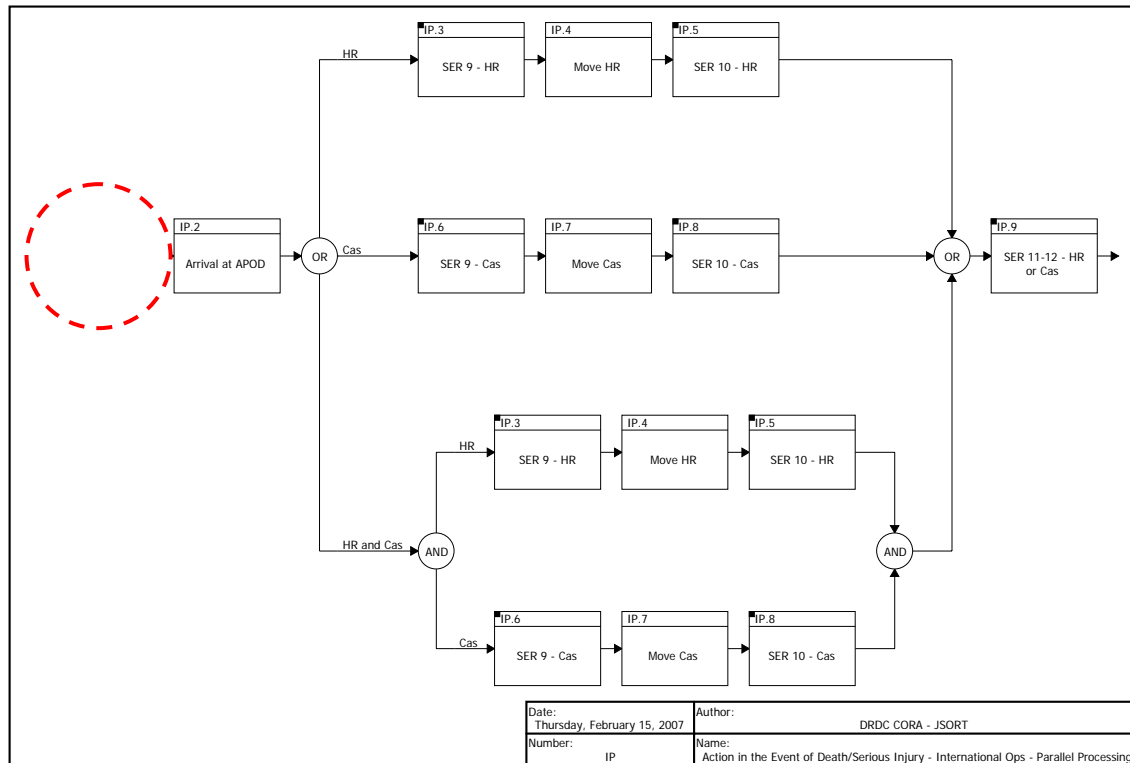 IP.3
IP.4
IP.5
HR
SER 9 - HR
Move HR
SER 10 - HR
IP.2
IP.6
IP.7
IP.8
IP.9
Arrival at APOD
OR
Cas
SER 9 - Cas
Move Cas
SER 10 - Cas
OR
SER 11-12 - HR
or Cas
IP.3
IP.4
IP.5
HR
SER 9 - HR
Move HR
SER 10 - HR
HR and Cas
AND
AND
IP.6
IP.7
IP.8
Cas
SER 9 - Cas
Move Cas
SER 10 - Cas
Date:
Thursday, February 15, 2007
Author:
DRDC CORA - JSORT
Number:
IP
Name:
Action in the Event of Death/Serious Injury - International Ops - Parallel Processing